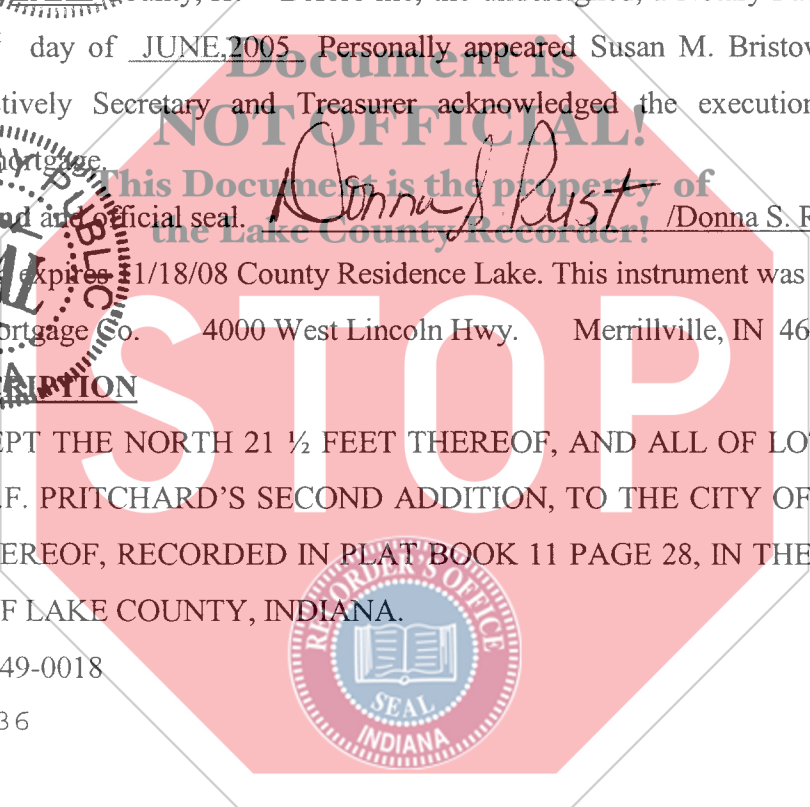 day of JUNE,2005 Personally appeared Susan M. Bristov
Document is
ctively Secretary and Treasurer acknowledged the execution
NOT OFFICIAL!
mortgage.
This Document is the property of
and official seal. Donna S. Rust /Donna S. R
the Lake County Recorder!
expires 11/18/08 County Residence Lake. This instrument was
ortgage Co. 4000 West Lincoln Hwy. Merrillville, IN 46
PUBLIC
STOP
RIPTION
EPT THE NORTH 21 ½ FEET THEREOF, AND ALL OF LO
.F. PRITCHARD'S SECOND ADDITION, TO THE CITY OF
EREOF, RECORDED IN PLAT BOOK 11 PAGE 28, IN THE
F LAKE COUNTY, INDIANA.
RECORDER'S OFFICE
SEAL
INDIANA
49-0018
36